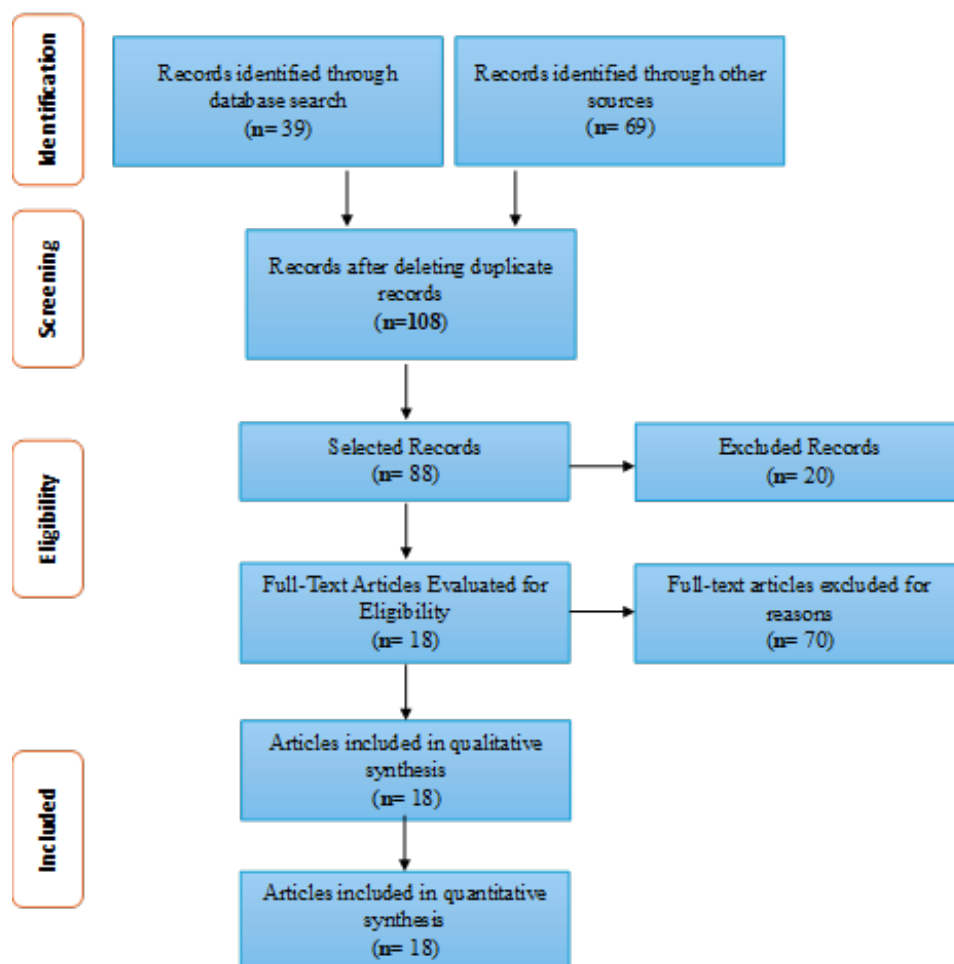 Identification
Records identified through
database search
(n= 39)
Records identified through other
sources
(n= 69)
Screening
Records after deleting duplicate
records
(n=108)
Eligibility
Selected Records
(n= 88)
Excluded Records
(n= 20)
Full-Text Articles Evaluated for
Eligibility
(n= 18)
Full-text articles excluded for
reasons
(n= 70)
Included
Articles included in qualitative
synthesis
(n= 18)
Articles included in quantitative
synthesis
(n= 18)